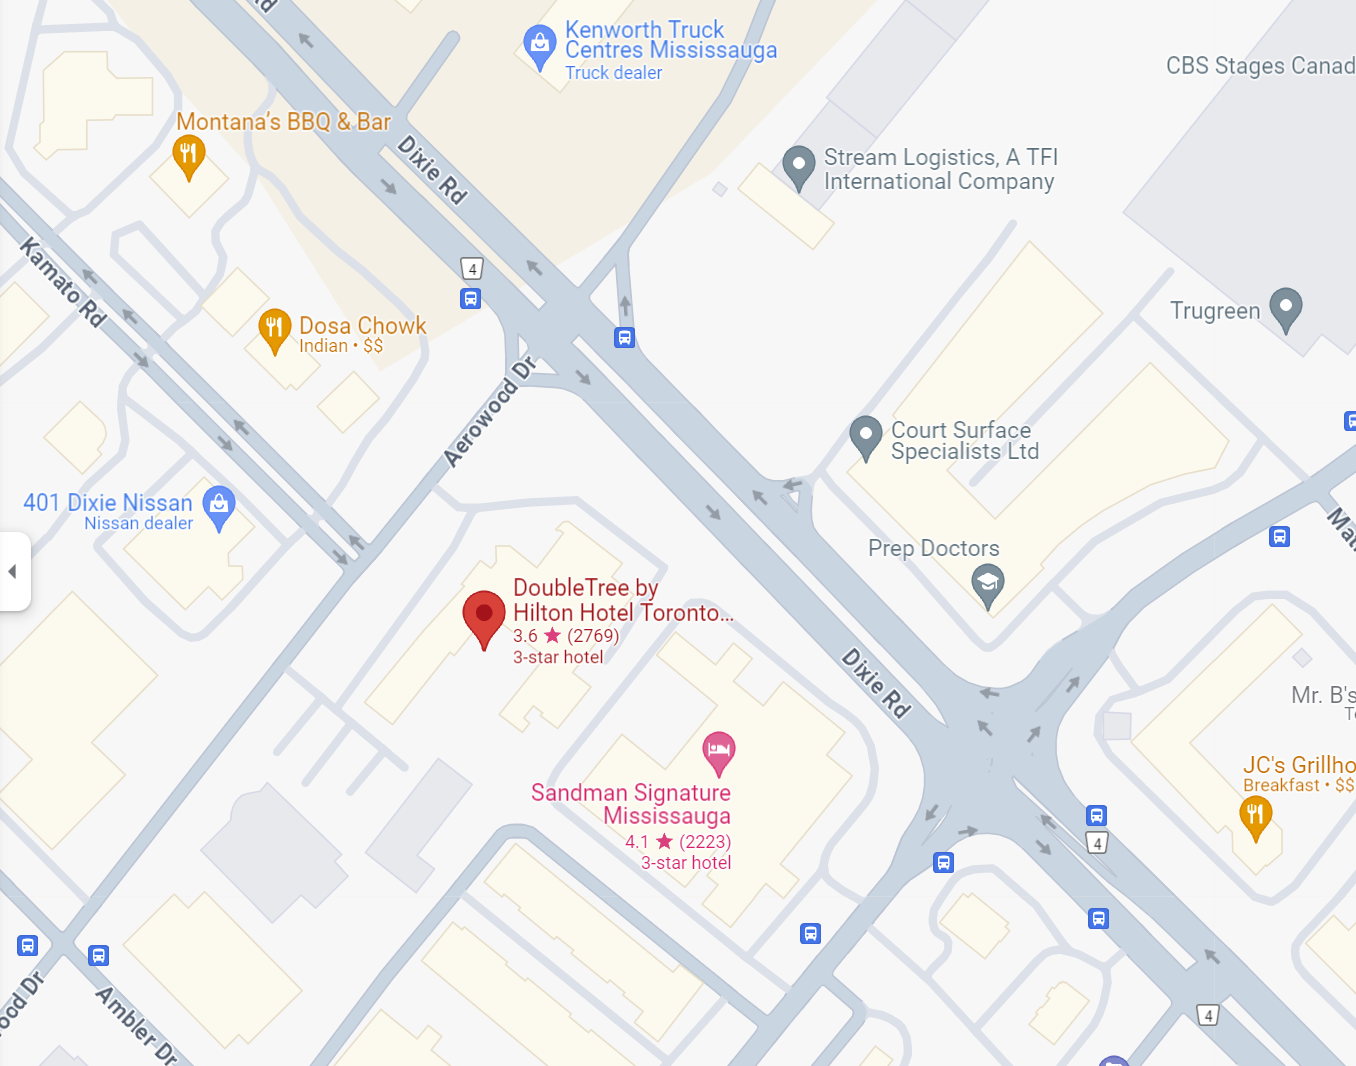 Kenworth Truck
Centres Mississauga
Truck dealer
CBS Stages Canad
Montana's BBQ & Bar
Dixie Rd
Stream Logistics, A TFI
International Company
Kamato Rd
4
Trugreen
Dosa Chowk
Indian • $$
Aerowood Dr
Court Surface
Specialists Ltd
401 Dixie Nissan
Nissan dealer
Prep Doctors
DoubleTree by
Hilton Hotel Toronto...
3.6 ★ (2769)
3-star hotel
Dixie Rd
Mr. B's
JC's Grillho
Breakfast • $$
Sandman Signature
Mississauga
4.1 ★ (2223)
3-star hotel
4
ood Dr
Ambler Dr
4